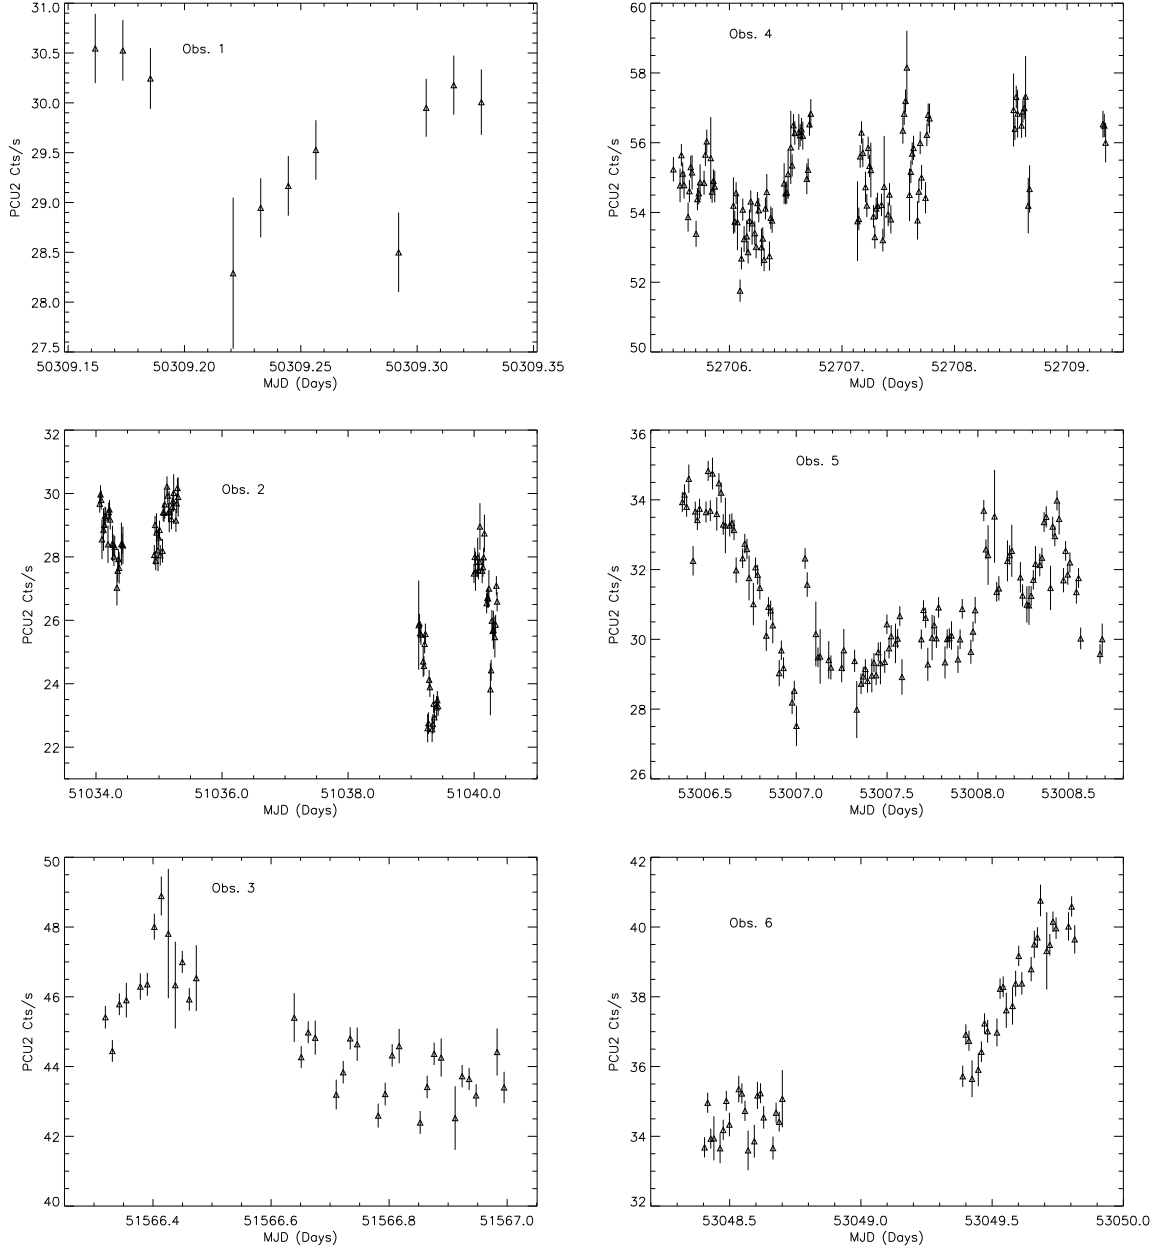 31.0
30.5
30.0
29.5
29.0
28.5
28.0
27.5
PCU2 Cts/s
Obs. 1
50309.15 50309.20 50309.25 50309.30 50309.35
MJD (Days)
60
58
56
54
52
50
PCU2 Cts/s
Obs. 4
52706. 52707. 52708. 52709.
MJD (Days)
32
30
28
26
24
22
PCU2 Cts/s
Obs. 2
51034.0 51036.0 51038.0 51040.0
MJD (Days)
36
34
32
30
28
26
PCU2 Cts/s
Obs. 5
53006.5 53007.0 53007.5 53008.0 53008.5
MJD (Days)
50
48
46
44
42
40
PCU2 Cts/s
Obs. 3
51566.4 51566.6 51566.8 51567.0
MJD (Days)
42
40
38
36
34
32
PCU2 Cts/s
Obs. 6
53048.5 53049.0 53049.5 53050.0
MJD (Days)